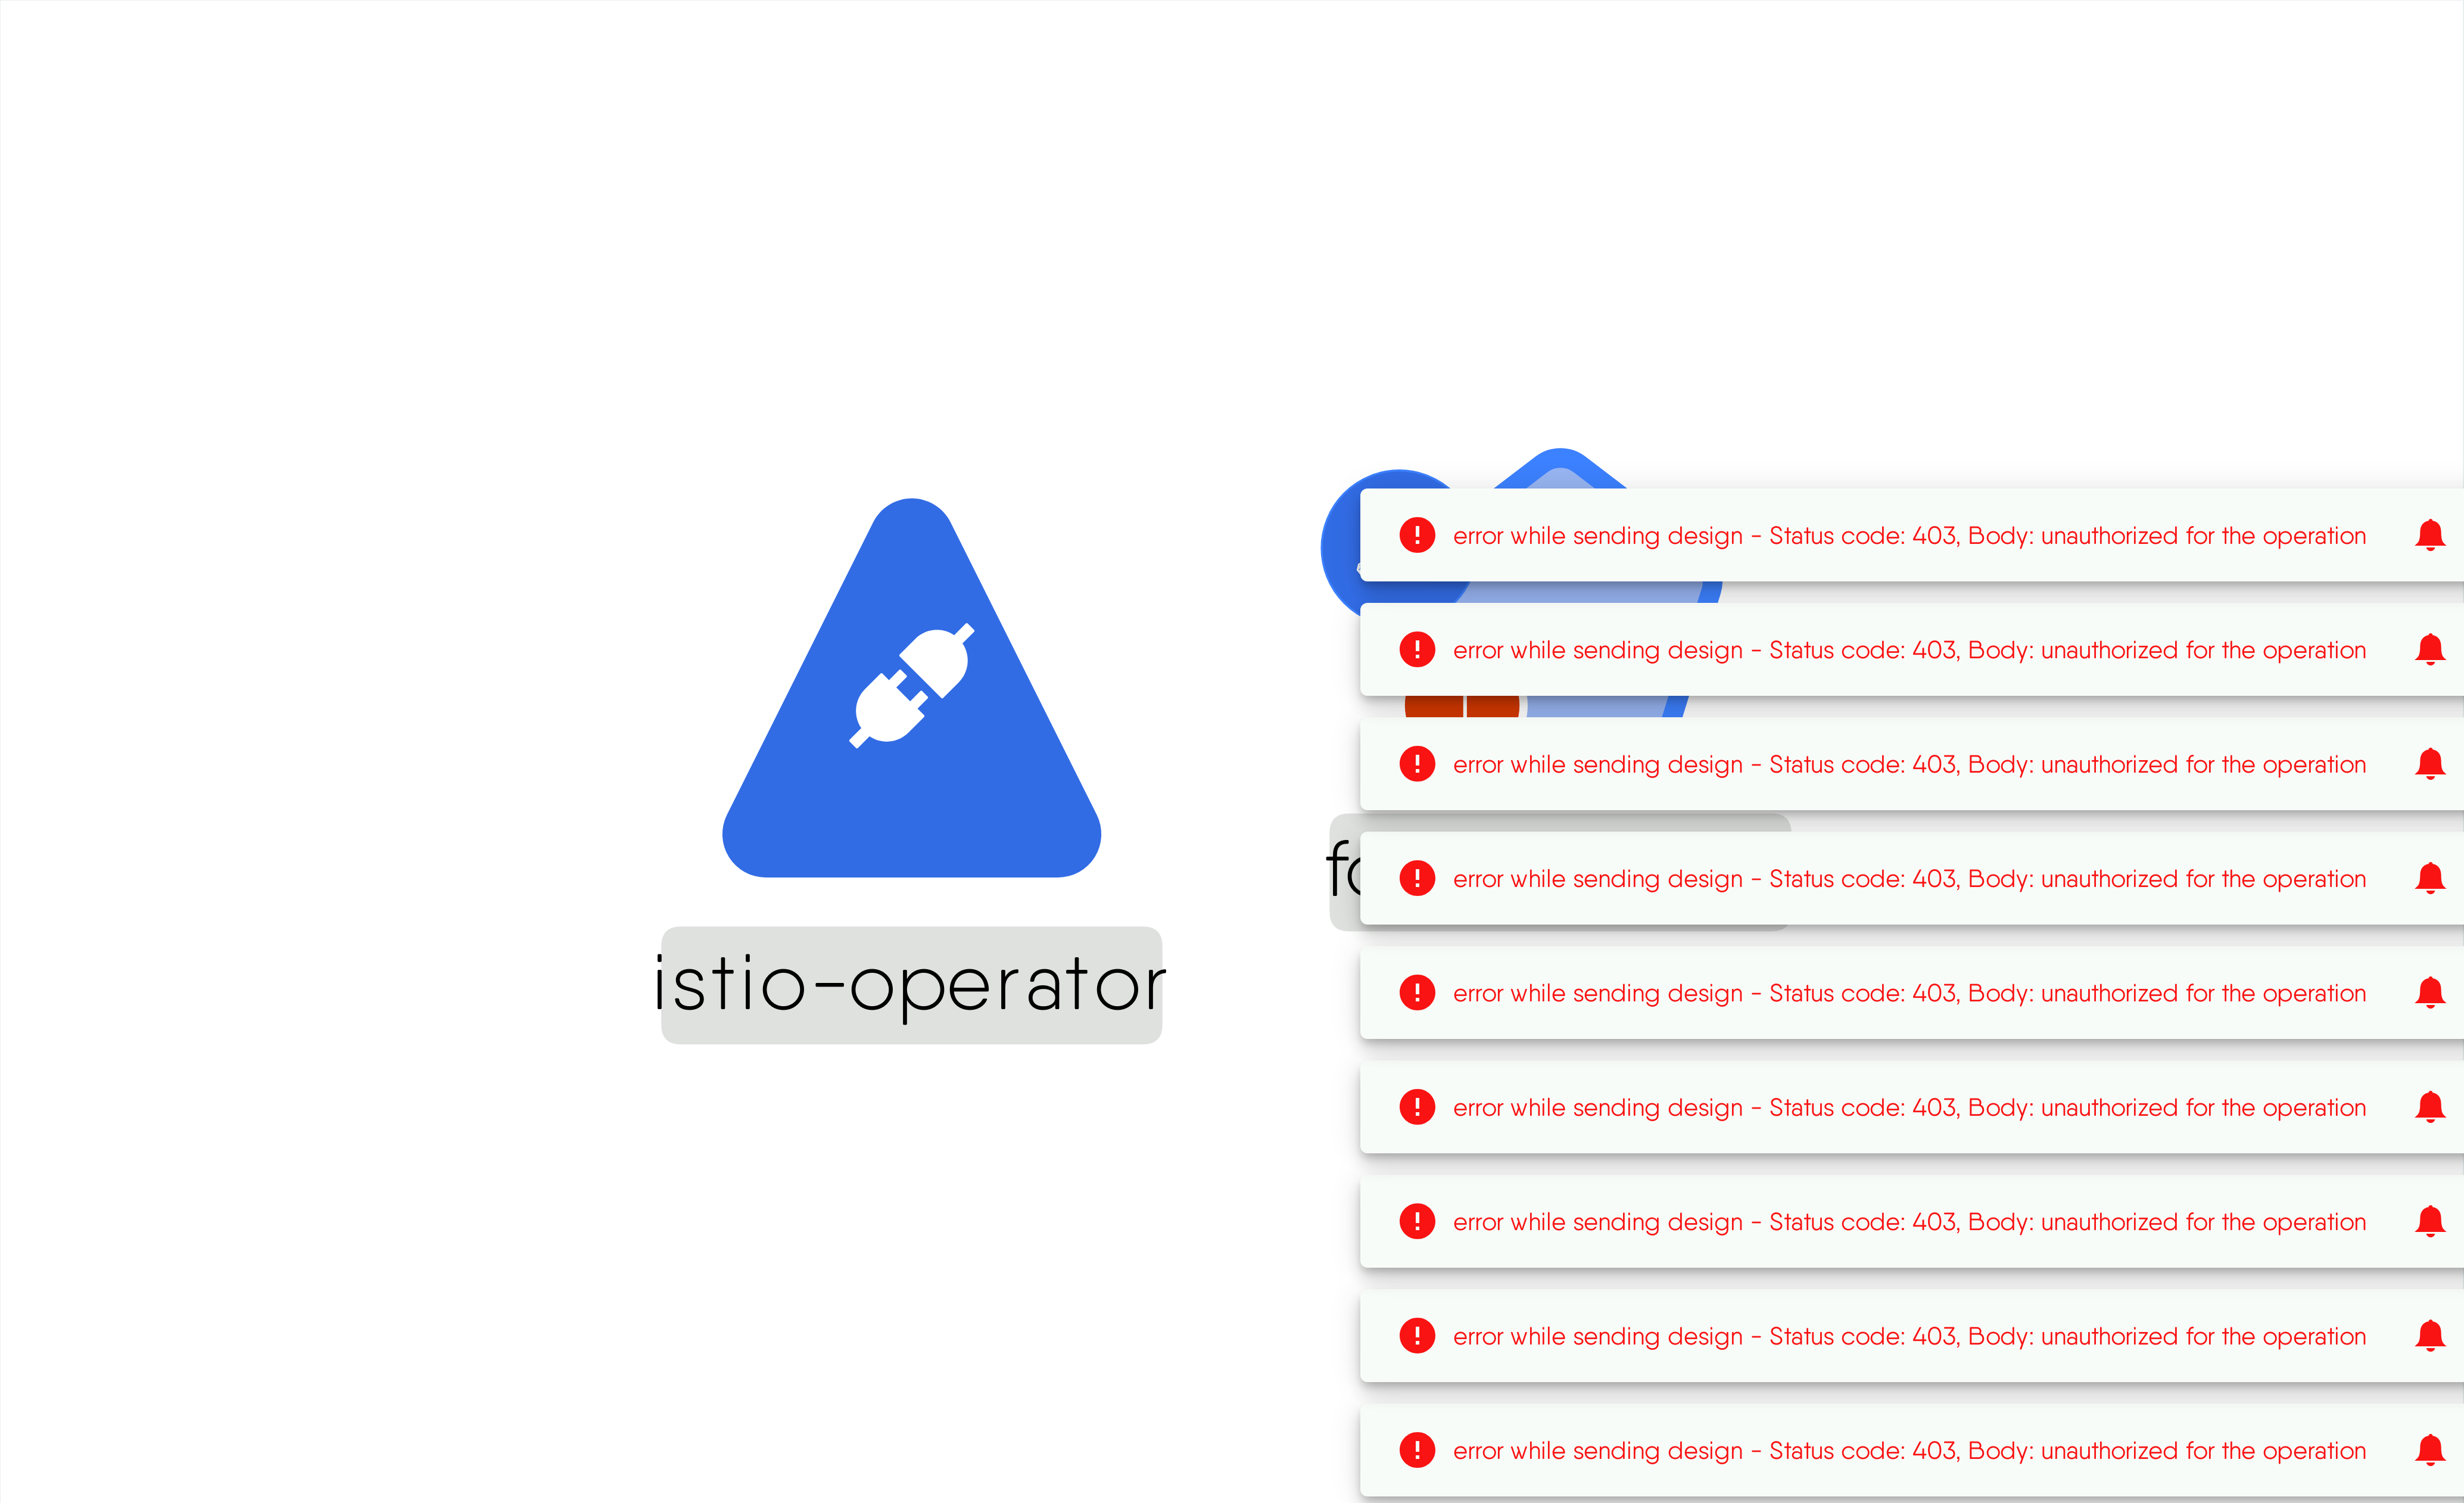 error while sending design - Status code: 403, Body: unauthorized for the operation
error while sending design - Status code: 403, Body: unauthorized for the operation
error while sending design - Status code: 403, Body: unauthorized for the operation
error while sending design - Status code: 403, Body: unauthorized for the operation
istio-operator
error while sending design - Status code: 403, Body: unauthorized for the operation
error while sending design - Status code: 403, Body: unauthorized for the operation
error while sending design - Status code: 403, Body: unauthorized for the operation
error while sending design - Status code: 403, Body: unauthorized for the operation
error while sending design - Status code: 403, Body: unauthorized for the operation